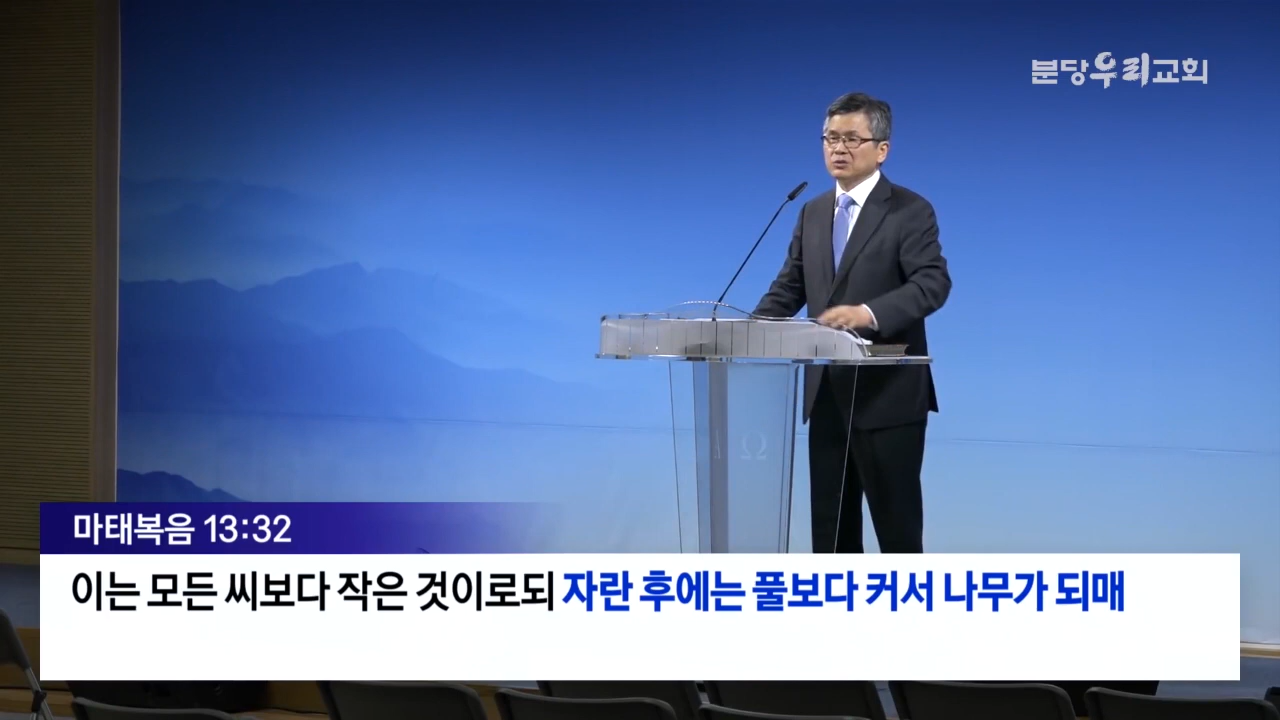 분당우리교회
Α Ω
마태복음 13:32
이는 모든 씨보다 작은 것이로되 자란 후에는 풀보다 커서 나무가 되매